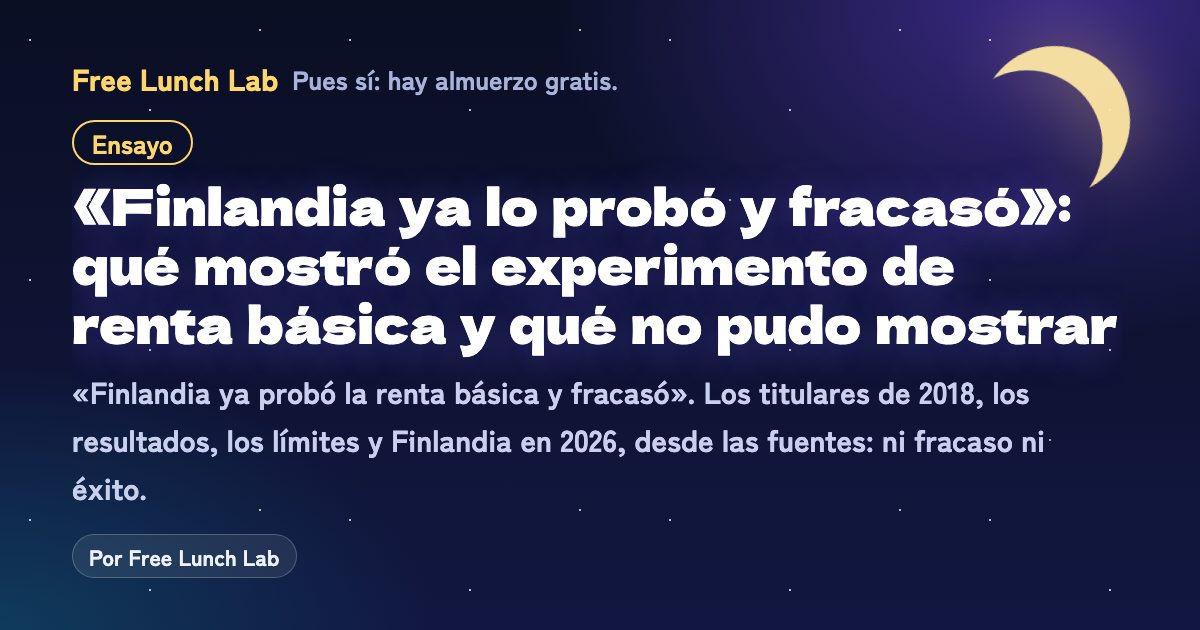 Free Lunch Lab Pues sí: hay almuerzo gratis.
Ensayo
«Finlandia ya lo probó y fracasó»:
qué mostró el experimento de
renta básica y qué no pudo mostrar
«Finlandia ya probó la renta básica y fracasó». Los titulares de 2018, los
resultados, los límites y Finlandia en 2026, desde las fuentes: ni fracaso ni
éxito.
Por Free Lunch Lab